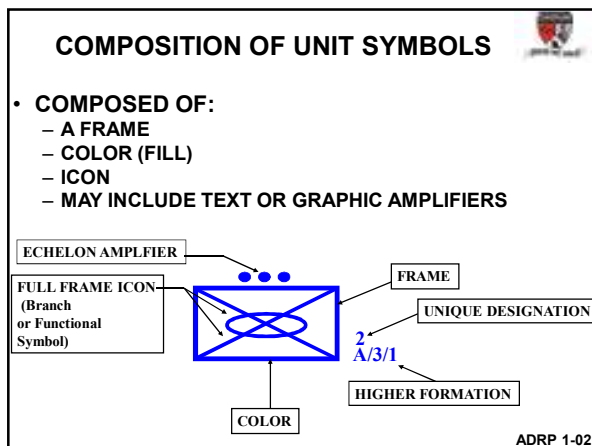 COMPOSITION OF UNIT SYMBOLS
• COMPOSED OF:
– A FRAME
– COLOR (FILL)
– ICON
– MAY INCLUDE TEXT OR GRAPHIC AMPLIFIERS
ECHELON AMPLFIER
FULL FRAME ICON
(Branch
or Functional
Symbol)
FRAME
UNIQUE DESIGNATION
2
A/3/1
HIGHER FORMATION
COLOR
ADRP 1-02